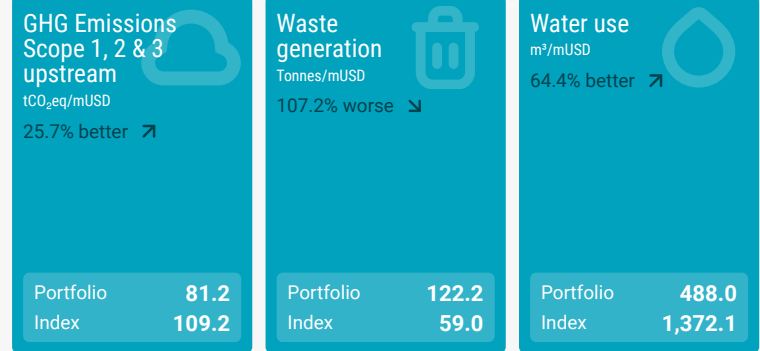 GHG Emissions
Scope 1, 2 & 3
upstream
tCO₂eq/mUSD
25.7% better
Portfolio 81.2
Index 109.2
Waste
generation
Tonnes/mUSD
107.2% worse
Portfolio 122.2
Index 59.0
Water use
m³/mUSD
64.4% better
Portfolio 488.0
Index 1,372.1